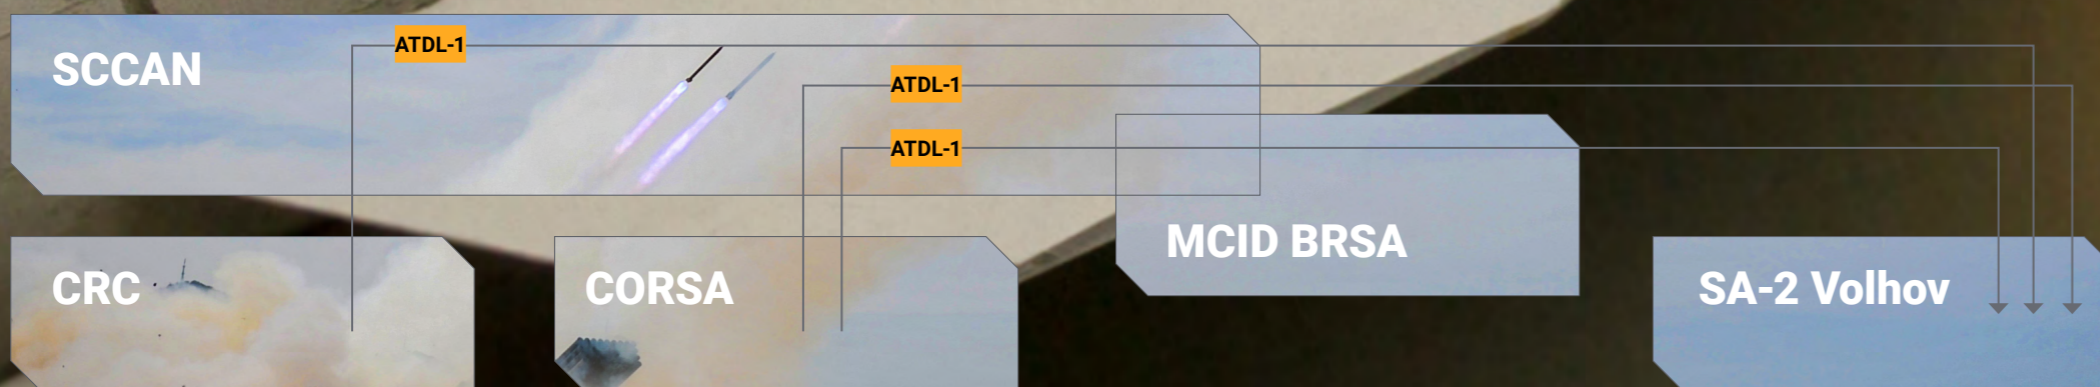 ATDL-1
SCCAN
ATDL-1
ATDL-1
MCID BRSA
CRC
CORSA
SA-2 Volhov